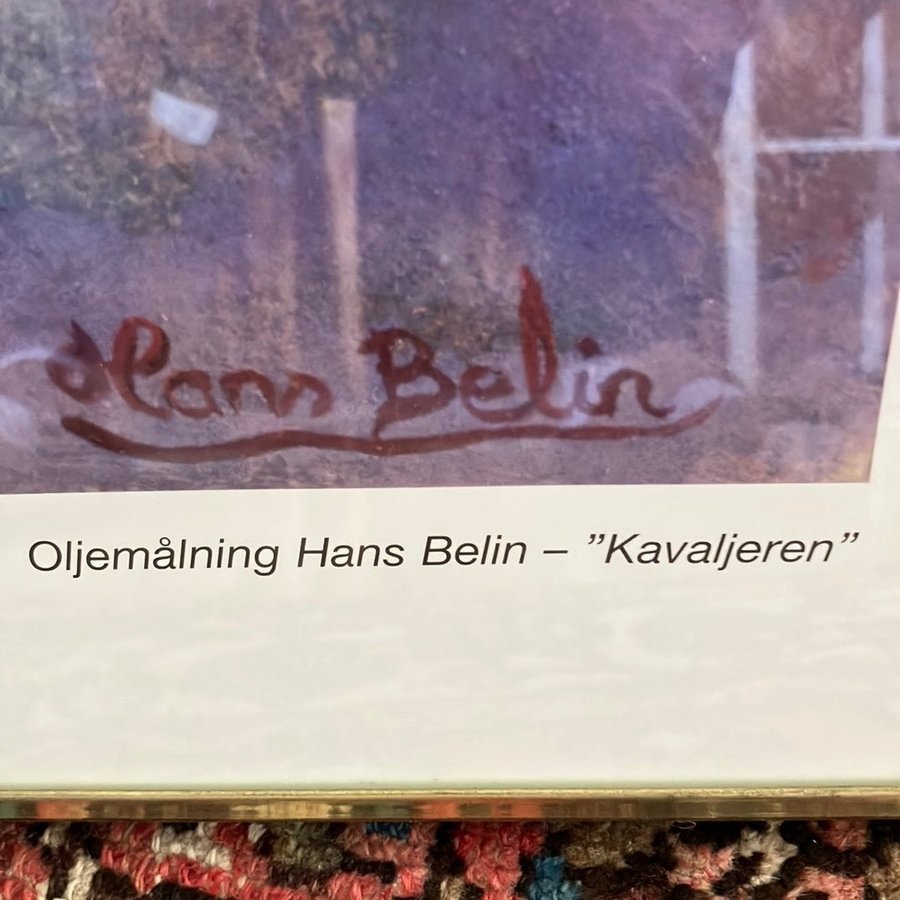 Hans Belin
Oljemålning Hans Belin – ”Kavaljeren”